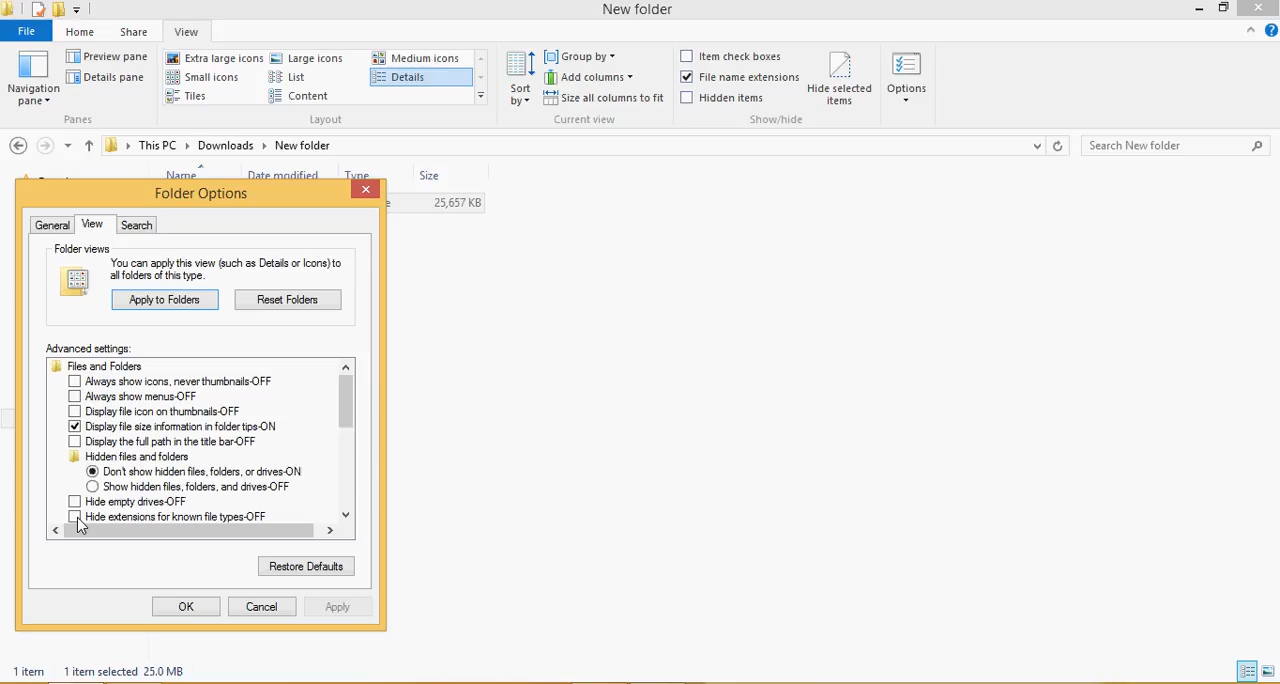 New folder
File
Home
Share
View
Navigation
pane
Preview pane
Details pane
Panes
Extra large icons
Large icons
Medium icons
Small icons
List
Details
Tiles
Content
Layout
Sort
by
Group by
Add columns
Size all columns to fit
Current view
Item check boxes
File name extensions
Hidden items
Hide selected
items
Show/hide
Options
This PC
Downloads
New folder
Search New folder
Name
Date modified
Type
Size
25,657 KB
Folder Options
General
View
Search
Folder views
You can apply this view (such as Details or Icons) to
all folders of this type.
Apply to Folders
Reset Folders
Advanced settings:
Files and Folders
Always show icons, never thumbnails-OFF
Always show menus-OFF
Display file icon on thumbnails-OFF
Display file size information in folder tips-ON
Display the full path in the title bar-OFF
Hidden files and folders
Don't show hidden files, folders, or drives-ON
Show hidden files, folders, and drives-OFF
Hide empty drives-OFF
Hide extensions for known file types-OFF
Restore Defaults
OK
Cancel
Apply
1 item
1 item selected 25.0 MB